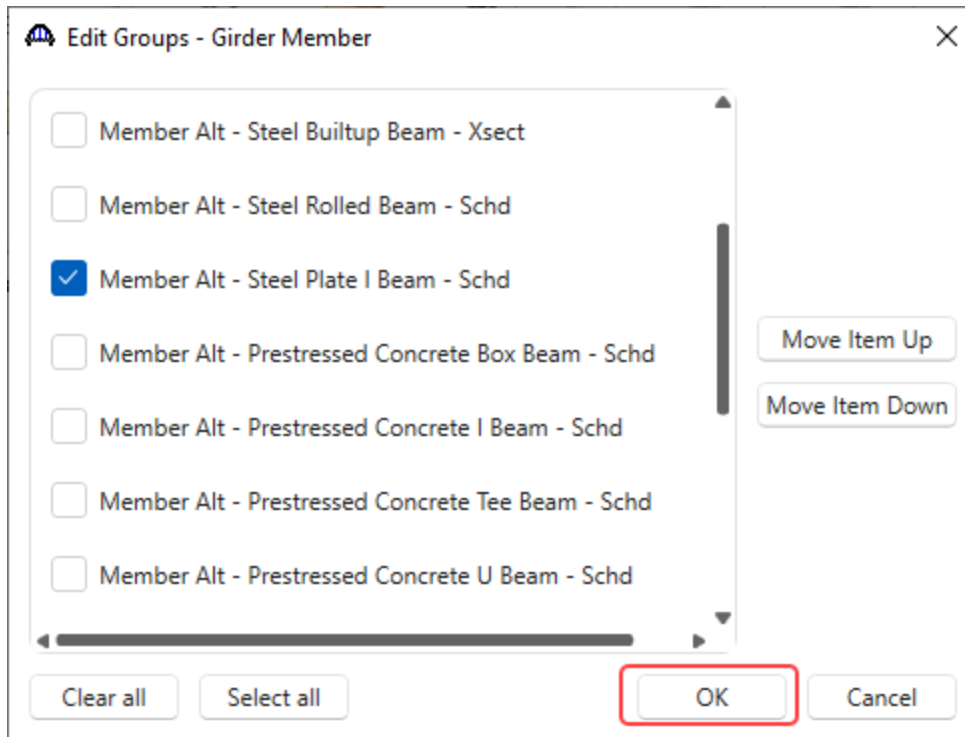 Edit Groups - Girder Member
Member Alt - Steel Builtup Beam - Xsect
Member Alt - Steel Rolled Beam - Schd
Member Alt - Steel Plate I Beam - Schd
Member Alt - Prestressed Concrete Box Beam - Schd
Member Alt - Prestressed Concrete I Beam - Schd
Member Alt - Prestressed Concrete Tee Beam - Schd
Member Alt - Prestressed Concrete U Beam - Schd
Move Item Up
Move Item Down
Clear all
Select all
OK
Cancel